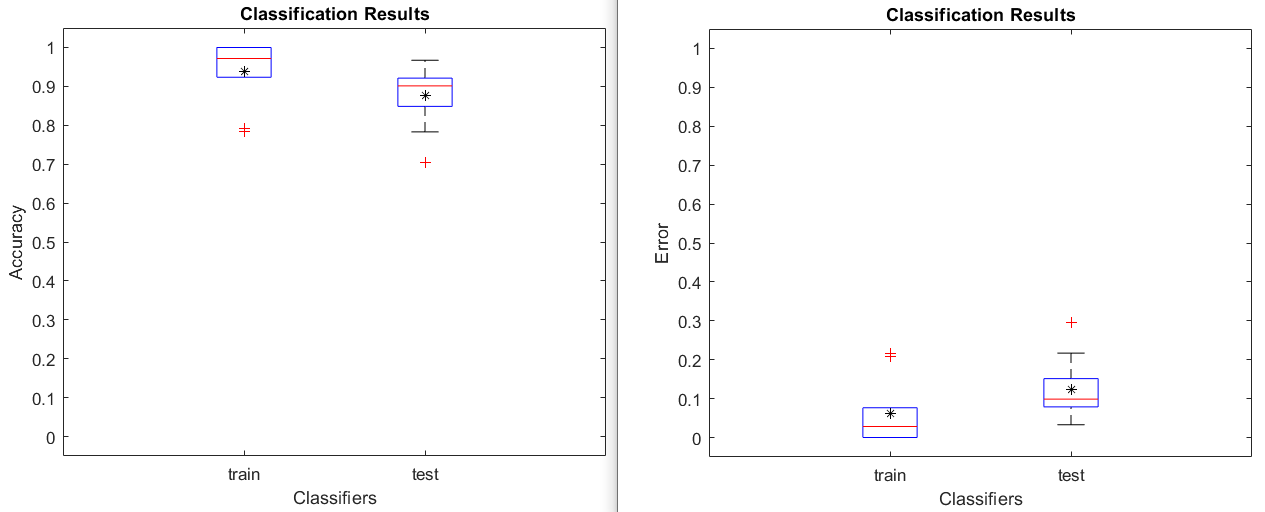 Classification Results
1
0.9
0.8
0.7
0.6
0.5
0.4
0.3
0.2
0.1
0
Accuracy
train test
Classifiers
Classification Results
1
0.9
0.8
0.7
0.6
0.5
0.4
0.3
0.2
0.1
0
Error
train test
Classifiers